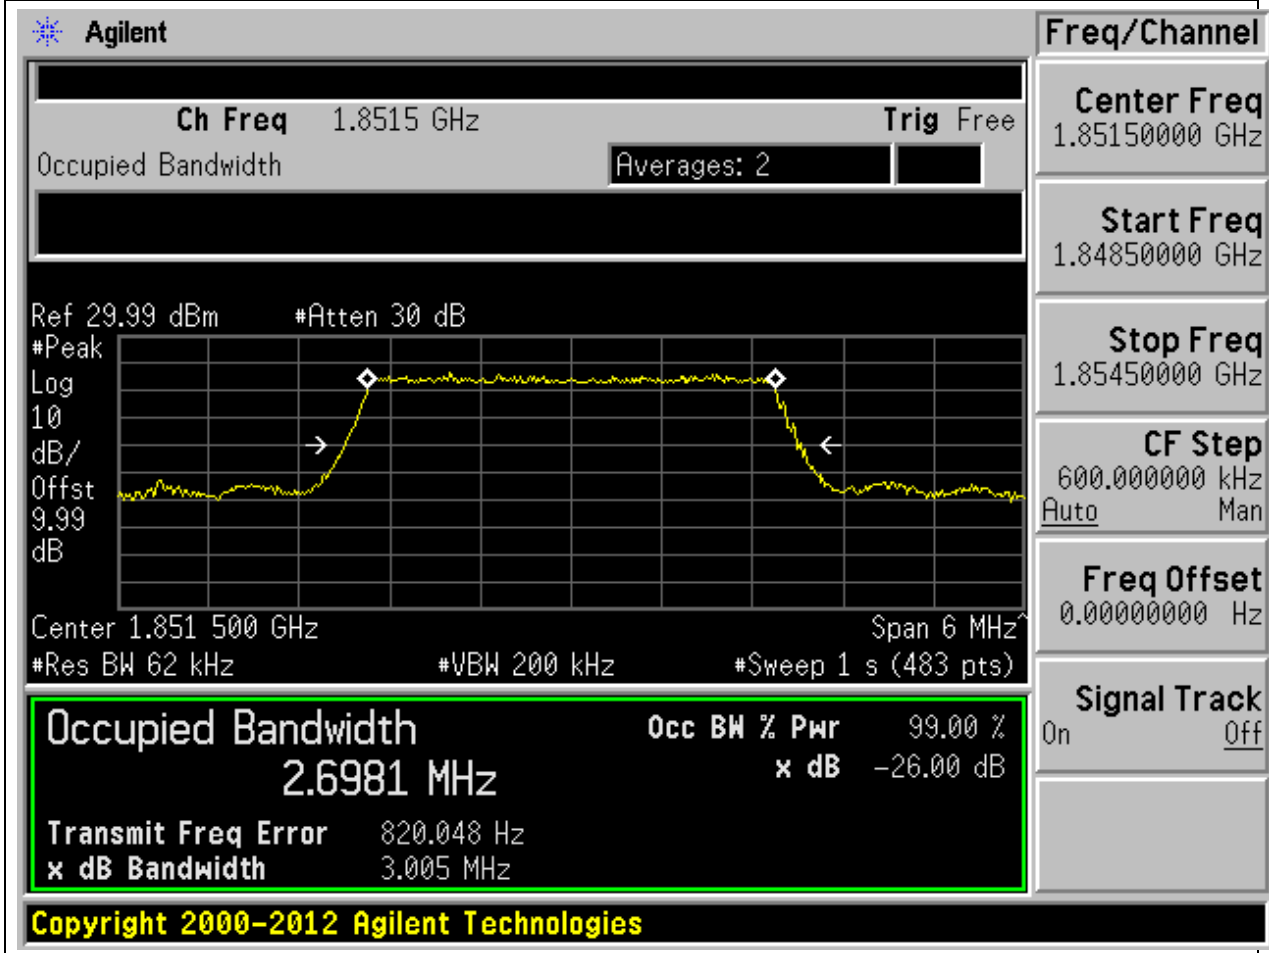 Agilent
Freq/Channel
Ch Freq 1.8515 GHz Trig Free
Occupied Bandwidth Averages: 2
Center Freq
1.85150000 GHz
Start Freq
1.84850000 GHz
Stop Freq
1.85450000 GHz
CF Step
600.000000 kHz
Auto Man
Freq Offset
0.00000000 Hz
Signal Track
On Off
Ref 29.99 dBm #Atten 30 dB
#Peak
Log
10
dB/
Offst
9.99
dB
Center 1.851 500 GHz Span 6 MHz^
#Res BW 62 kHz #VBW 200 kHz #Sweep 1 s (483 pts)
Occupied Bandwidth Occ BW % Pwr 99.00 %
2.6981 MHz x dB -26.00 dB
Transmit Freq Error 820.048 Hz
x dB Bandwidth 3.005 MHz
Copyright 2000-2012 Agilent Technologies